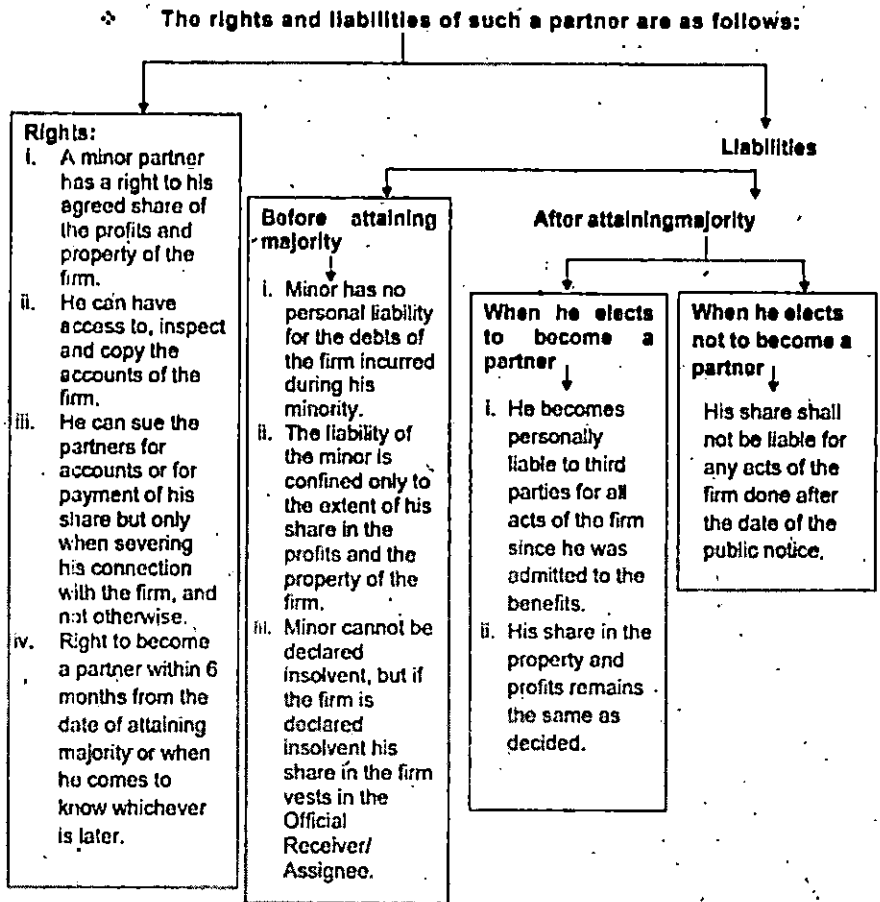 ❖ The rights and liabilities of such a partner are as follows:
Rights:
i. A minor partner
has a right to his
agreed share of
the profits and
property of the
firm.
ii. He can have
access to, inspect
and copy the
accounts of the
firm.
iii. He can sue the
partners for
accounts or for
payment of his
share but only
when severing
his connection
with the firm, and
not otherwise.
iv. Right to become
a partner within 6
months from the
date of attaining
majority or when
he comes to
know whichever
is later.
Liabilities
Before attaining
majority
i. Minor has no
personal liability
for the debts of
the firm incurred
during his
minority.
ii. The liability of
the minor is
confined only to
the extent of his
share in the
profits and the
property of the
firm.
iii. Minor cannot be
declared
insolvent, but if
the firm is
declared
insolvent his
share in the firm
vests in the
Official
Receiver/
Assignee.
After attainingmajority
When he elects
to become a
partner
i. He becomes
personally
liable to third
parties for all
acts of the firm
since he was
admitted to the
benefits.
ii. His share in the
property and
profits remains
the same as
decided.
When he elects
not to become a
partner
His share shall
not be liable for
any acts of the
firm done after
the date of the
public notice.